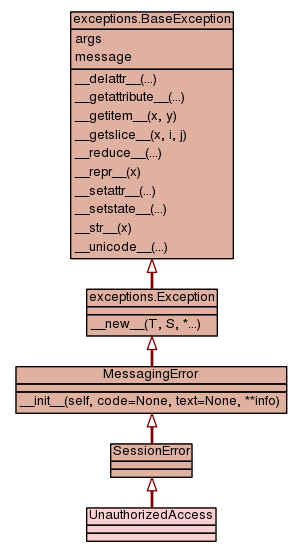 exceptions.BaseException
args
message
__delattr__(...)
__getattribute__(...)
__getitem__(x, y)
__getslice__(x, i, j)
__reduce__(...)
__repr__(x)
__setattr__(...)
__setstate__(...)
__str__(x)
__unicode__(...)
exceptions.Exception
__new__(T, S, *...)
MessagingError
__init__(self, code=None, text=None, **info)
SessionError
UnauthorizedAccess